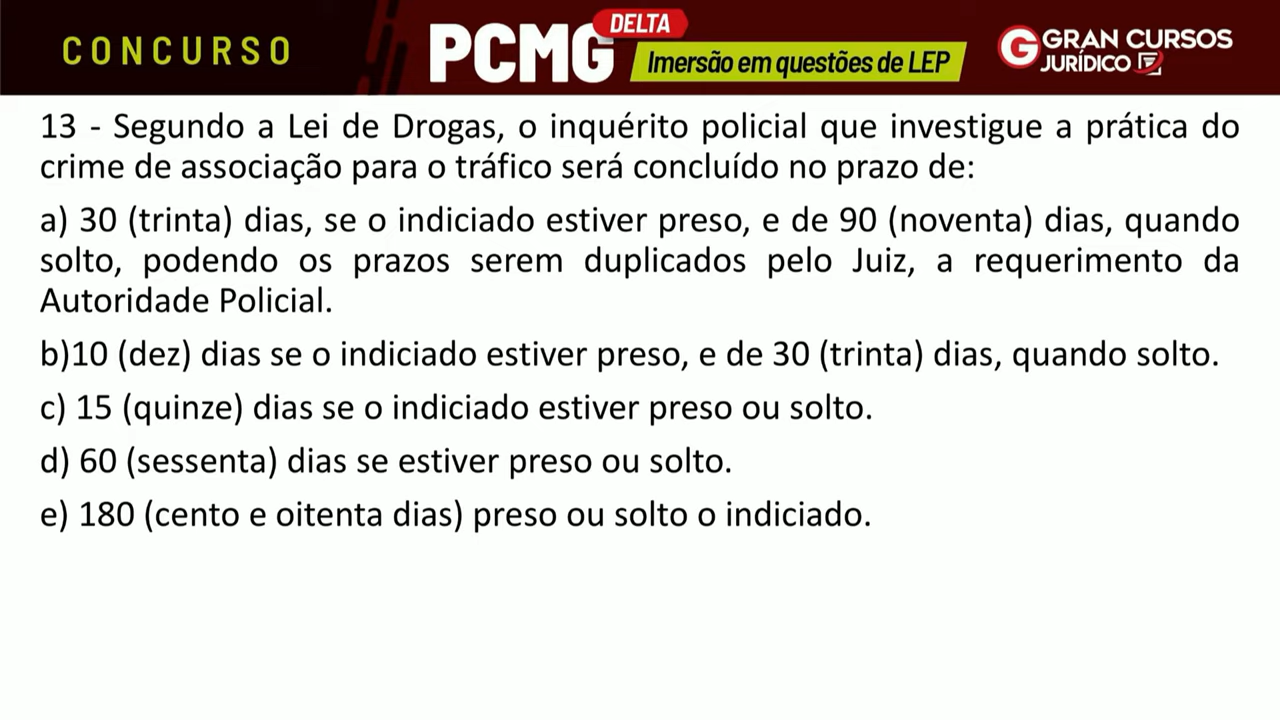 CONCURSO
PCMG
DELTA
Imersão em questões de LEP
GRAN CURSOS
JURÍDICO
13 - Segundo a Lei de Drogas, o inquérito policial que investigue a prática do
crime de associação para o tráfico será concluído no prazo de:
a) 30 (trinta) dias, se o indiciado estiver preso, e de 90 (noventa) dias, quando
solto, podendo os prazos serem duplicados pelo Juiz, a requerimento da
Autoridade Policial.
b)10 (dez) dias se o indiciado estiver preso, e de 30 (trinta) dias, quando solto.
c) 15 (quinze) dias se o indiciado estiver preso ou solto.
d) 60 (sessenta) dias se estiver preso ou solto.
e) 180 (cento e oitenta dias) preso ou solto o indiciado.